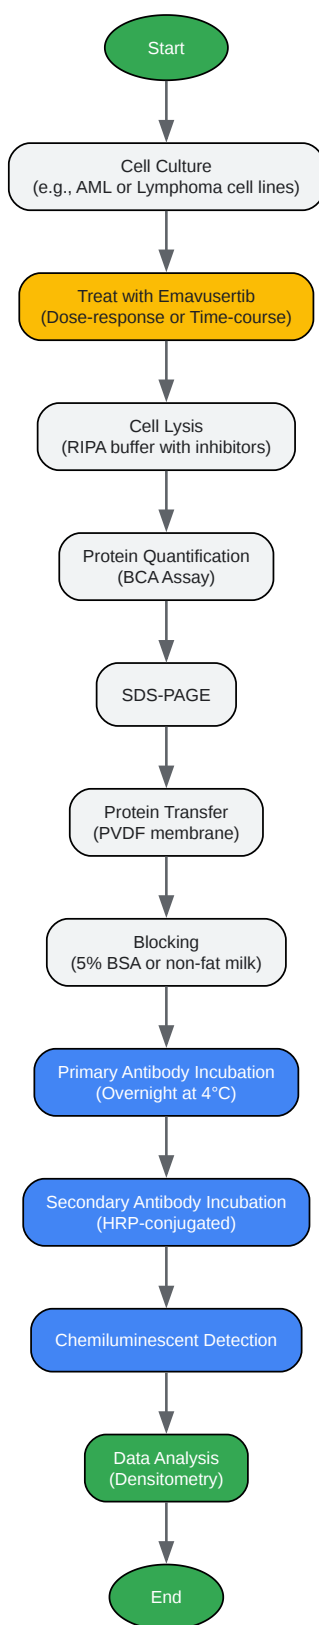 Start
Cell Culture
(e.g., AML or Lymphoma cell lines)
Treat with Emavusertib
(Dose-response or Time-course)
Cell Lysis
(RIPA buffer with inhibitors)
Protein Quantification
(BCA Assay)
SDS-PAGE
Protein Transfer
(PVDF membrane)
Blocking
(5% BSA or non-fat milk)
Primary Antibody Incubation
(Overnight at 4°C)
Secondary Antibody Incubation
(HRP-conjugated)
Chemiluminescent Detection
Data Analysis
(Densitometry)
End